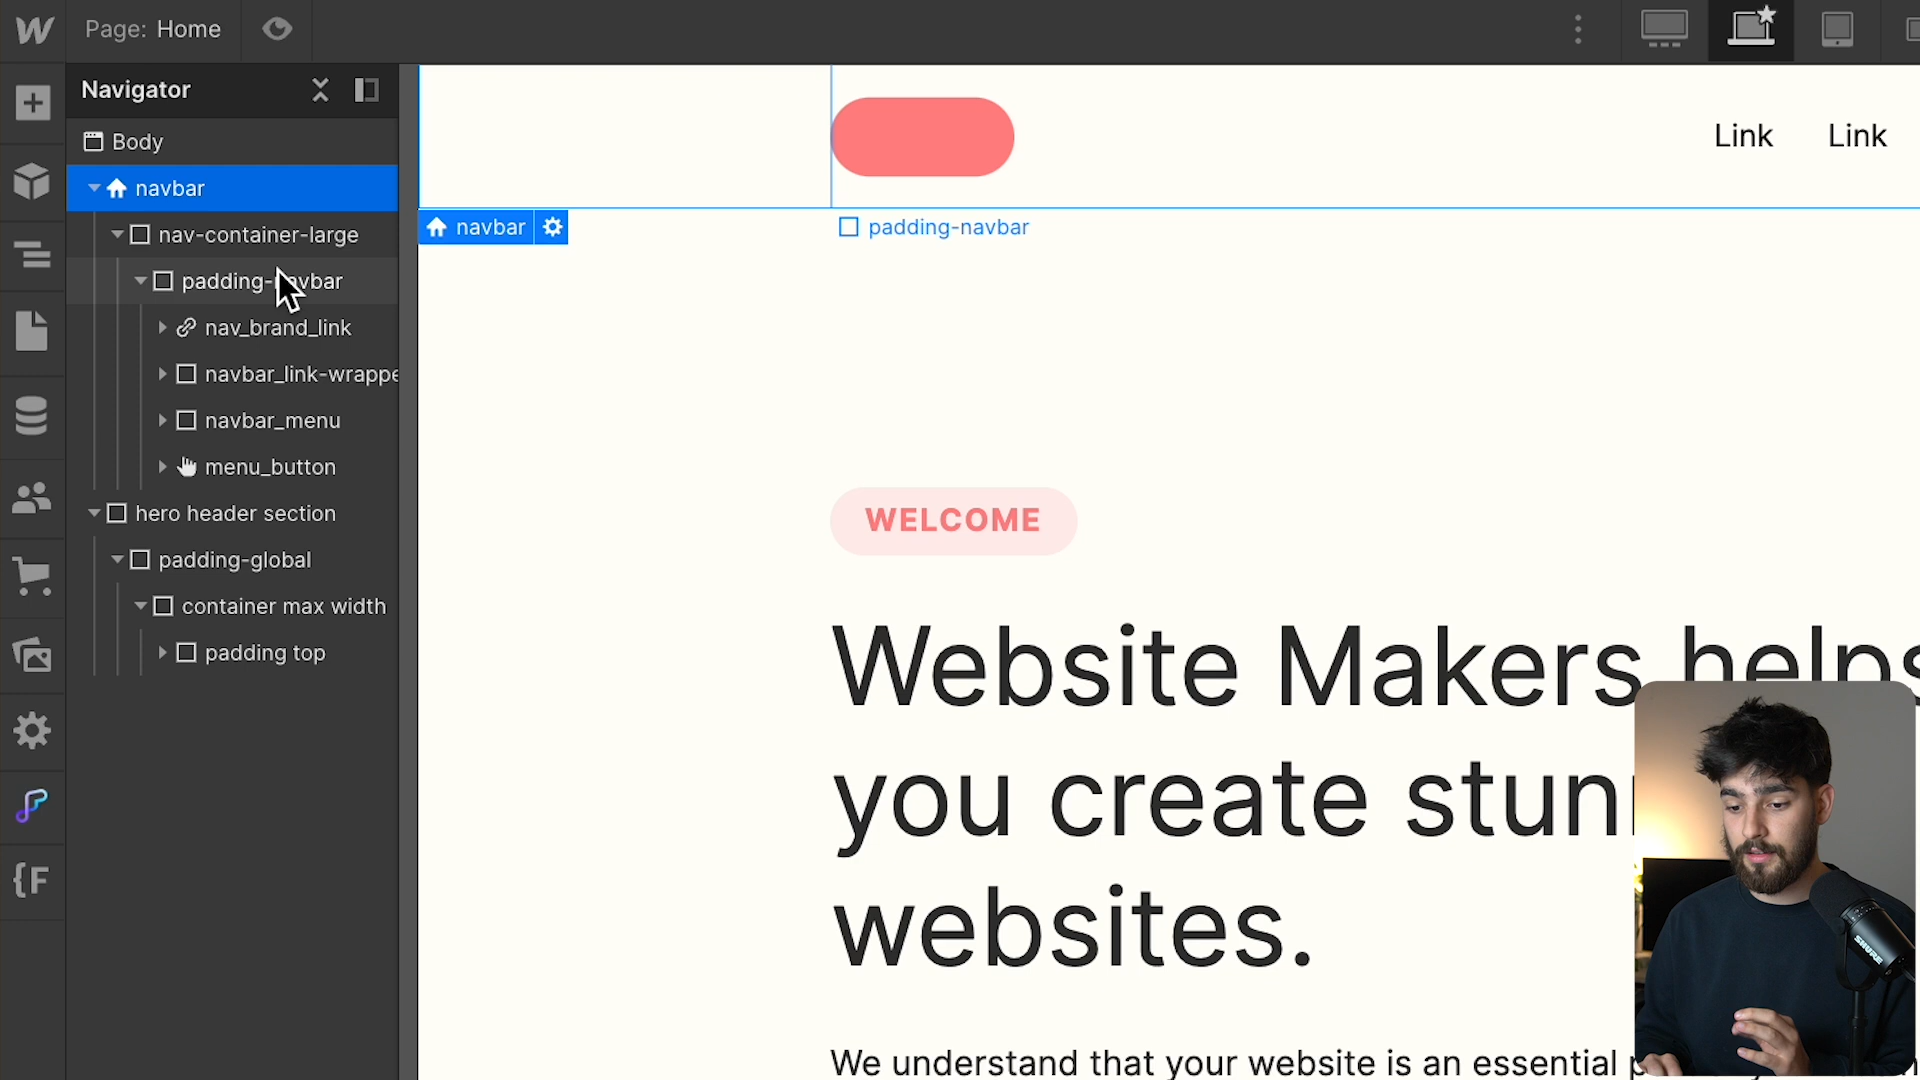 Page: Home
Navigator
Body
navbar
nav-container-large
padding-navbar
nav_brand_link
navbar_link-wrappe
navbar_menu
menu_button
hero header section
padding-global
container max width
padding top
{F
Link Link
navbar
padding-navbar
WELCOME
Website Makers helps
you create stun
websites.
We understand that your website is an essential
SHURE